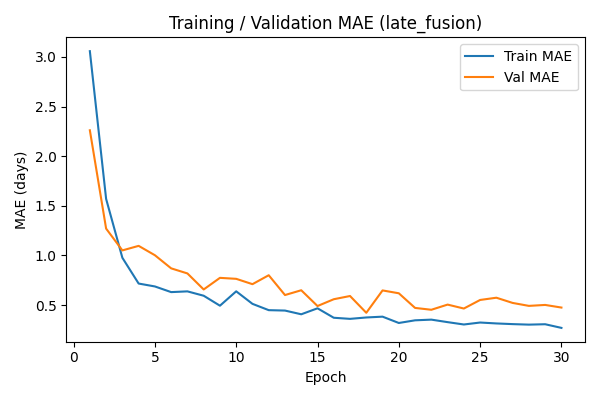 Training / Validation MAE (late_fusion)
Train MAE
Val MAE
MAE (days)
3.0
2.5
2.0
1.5
1.0
0.5
0 5 10 15 20 25 30
Epoch